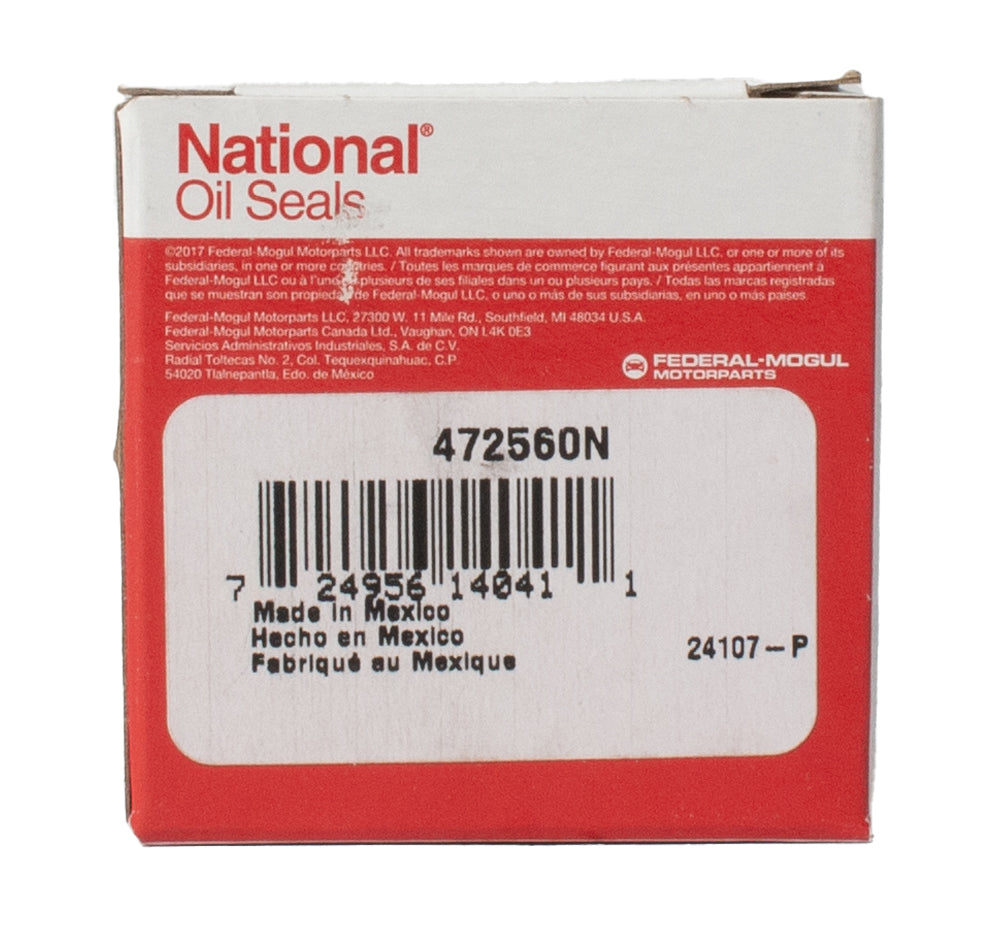 National®
Oil Seals
©2017 Federal-Mogul Motorparts LLC. All trademarks shown are owned by Federal-Mogul LLC. or one or more of its
subsidiaries, in one or more co tries. / Toutes les marques de commerce figurant aux présentes appartiennent à
Federal-Mogul LLC ou à l'une plusieurs de ses filiales dans un ou plusieurs pays. / Todas las marcas registradas
que se muestran son propiedad de Federal-Mogul LLC, o uno o más de sus subsidiarias, en uno o más países
Federal-Mogul Motorparts LLC, 27300 W. 11 Mile Rd., Southfield, MI 48034 U.S.A.
Federal-Mogul Motorparts Canada Ltd., Vaughan, ON L4K 0E3
Servicios Administrativos Industriales, S.A. de C.V.
Radial Toltecas No. 2, Col. Tequexquinahuac, C.P.
54020 Tlalnepantla, Edo. de México
FEDERAL-MOGUL
MOTORPARTS
472560N
7 24956 14041 1
Made in Mexico
Hecho en Mexico
Fabriqué au Mexique
24107-P